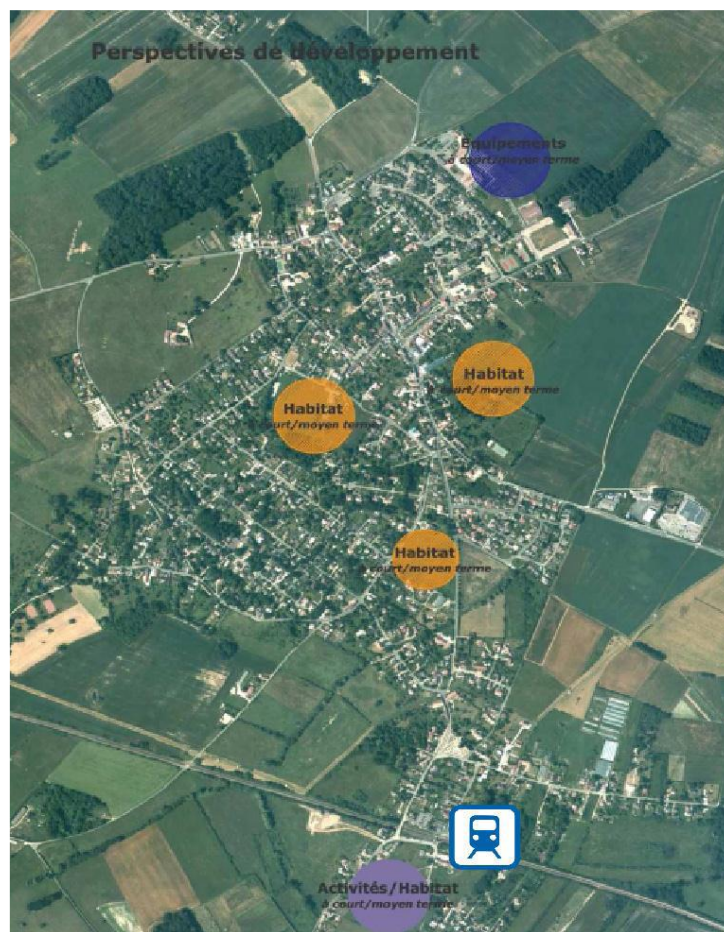 Perspectives de développement
Equipements
à court/moyen terme
Habitat
à court/moyen terme
Habitat
à court/moyen terme
Habitat
à court/moyen terme
Activités/Habitat
à court/moyen terme